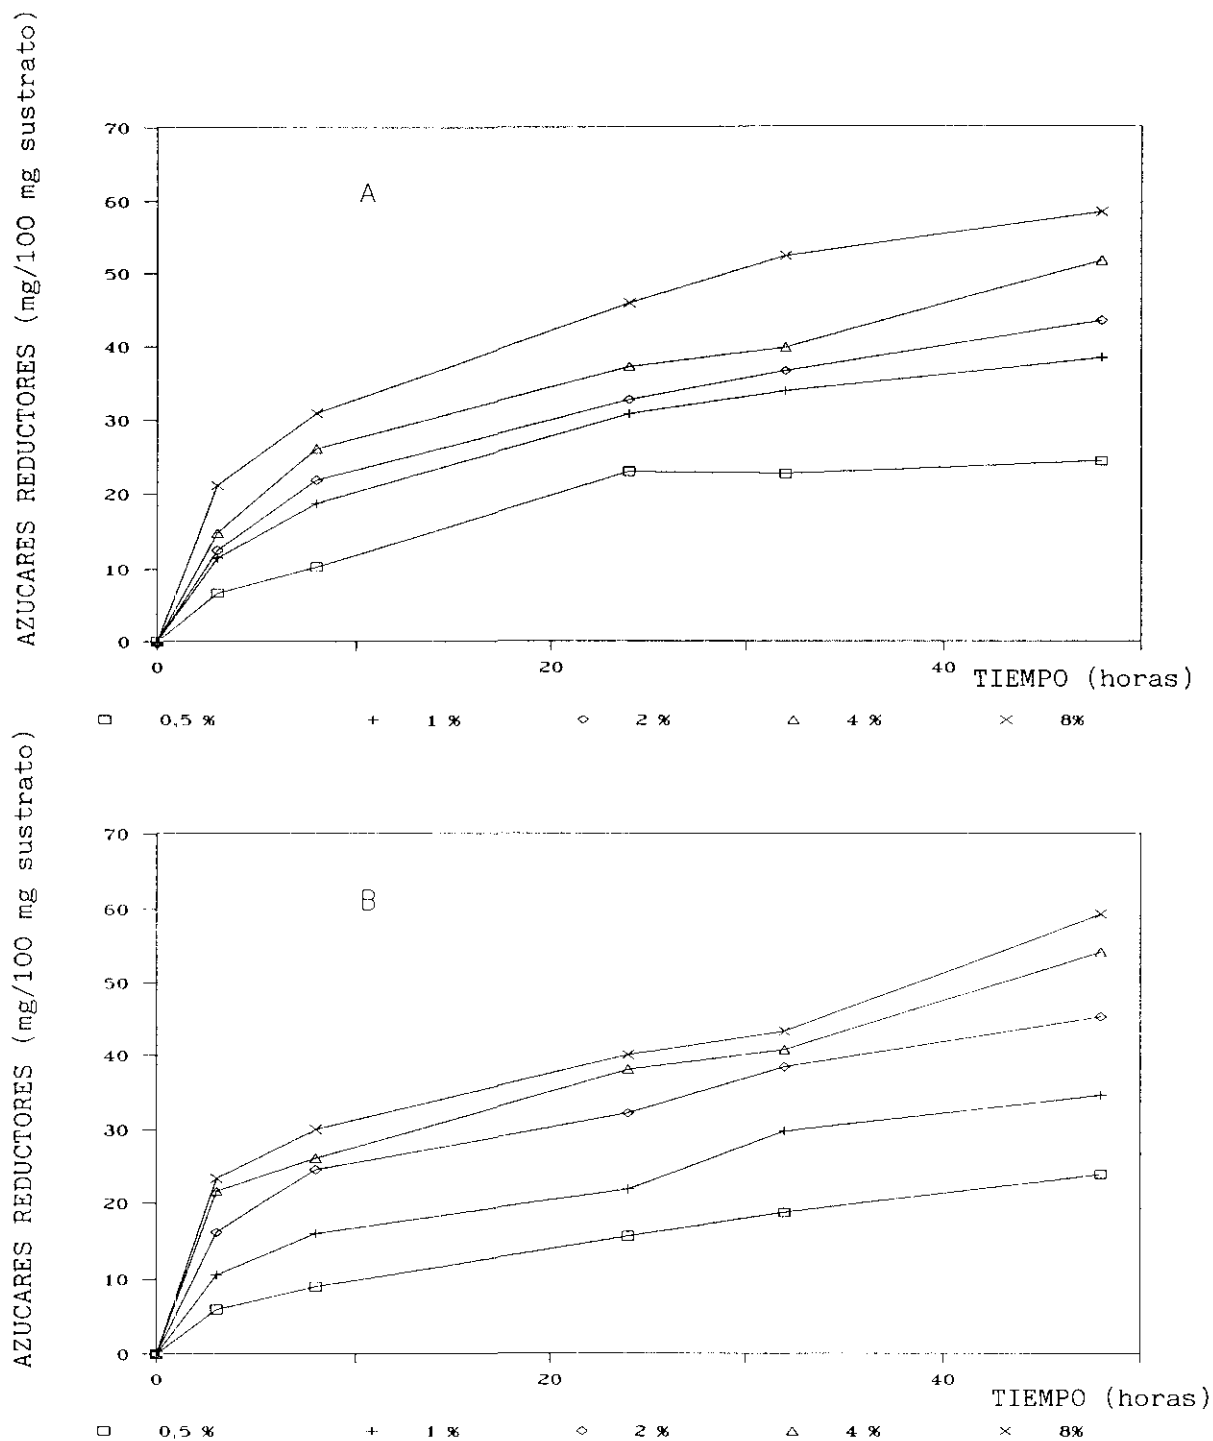 AZUCARES REDUCTORES (mg/100 mg sustrato)
70
60
50
40
30
20
10
0
A
0 20 40
TIEMPO (horas)
□ 0,5 % + 1 % ◇ 2 % △ 4 % × 8%
AZUCARES REDUCTORES (mg/100 mg sustrato)
70
60
50
40
30
20
10
0
B
0 20 40
TIEMPO (horas)
□ 0,5 % + 1 % ◇ 2 % △ 4 % × 8%